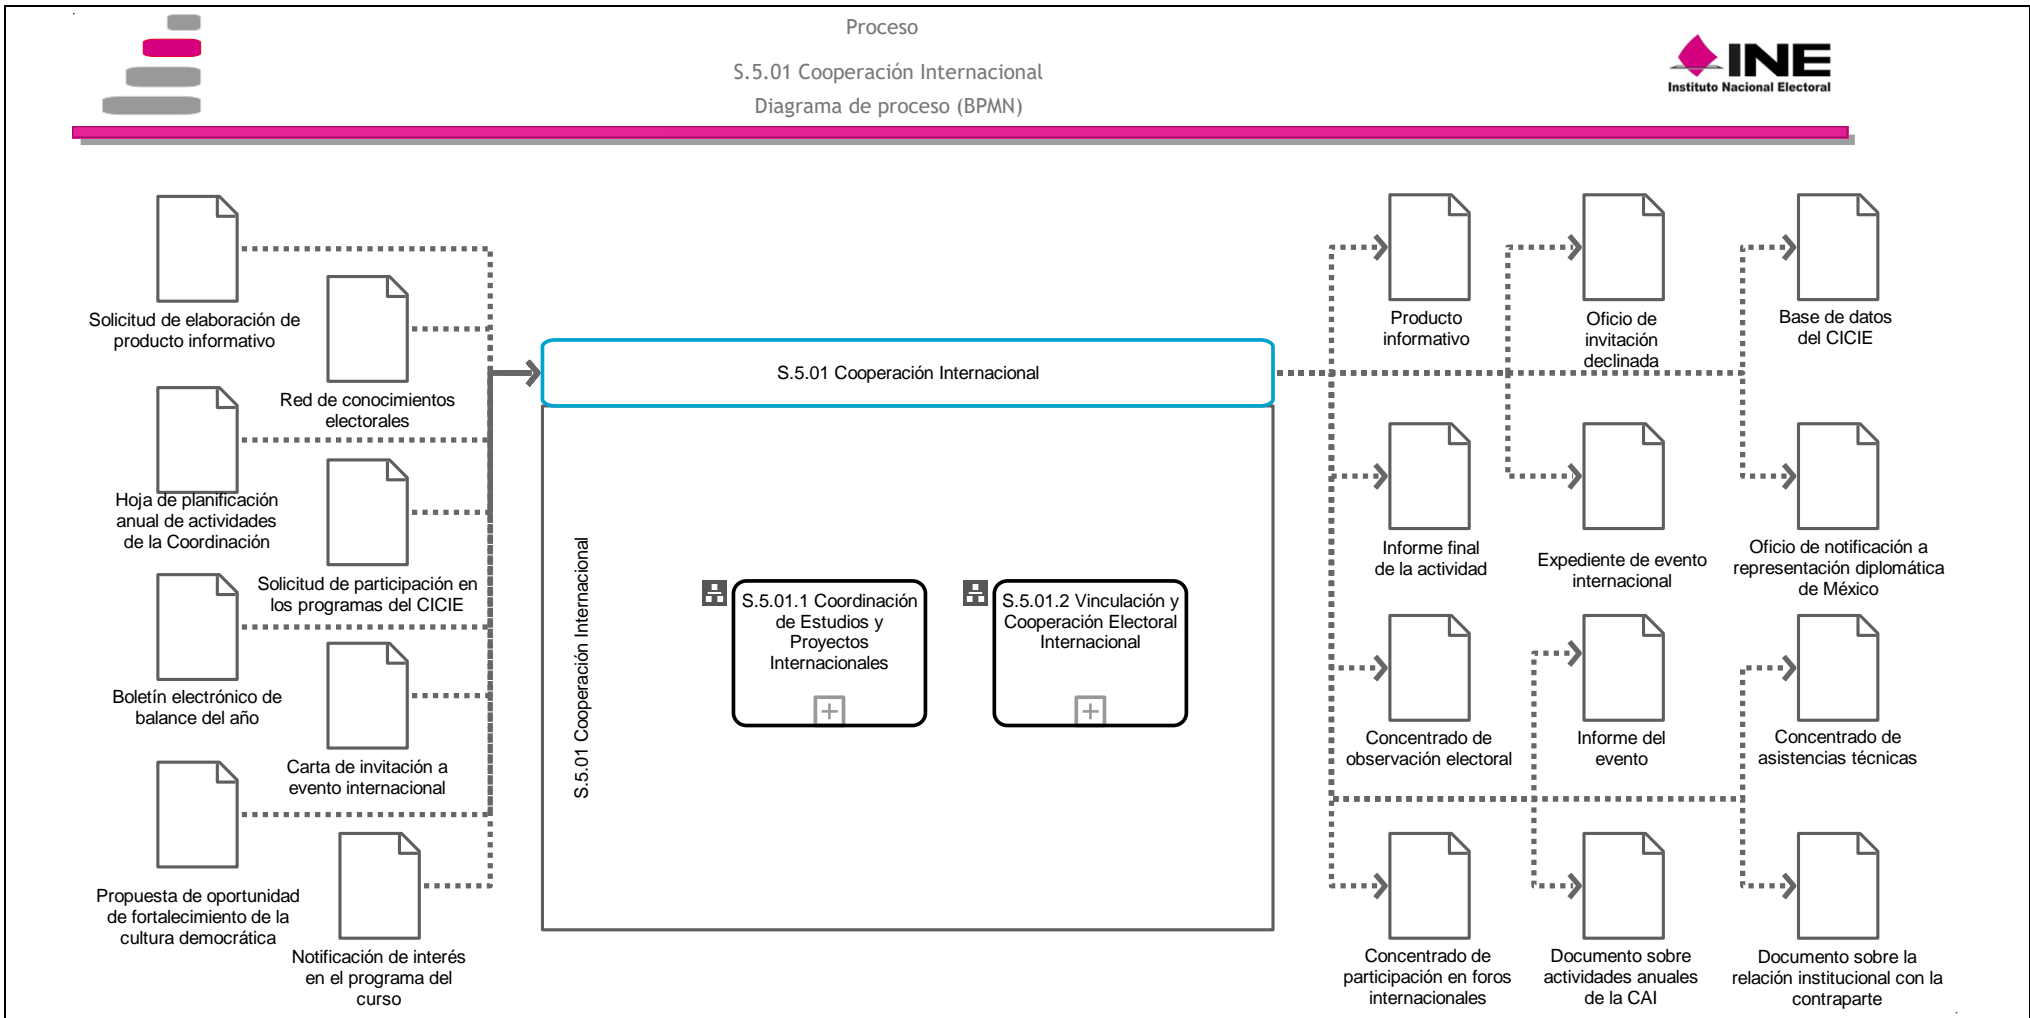 Proceso
S.5.01 Cooperación Internacional
Diagrama de proceso (BPMN)
INE
Instituto Nacional Electoral
Solicitud de elaboración de
producto informativo
Red de conocimientos
electorales
Hoja de planificación
anual de actividades
de la Coordinación
Solicitud de participación en
los programas del CICIE
Boletín electrónico de
balance del año
Carta de invitación a
evento internacional
Propuesta de oportunidad
de fortalecimiento de la
cultura democrática
Notificación de interés
en el programa del
curso
S.5.01 Cooperación Internacional
S.5.01 Cooperación Internacional
S.5.01.1 Coordinación
de Estudios y
Proyectos
Internacionales
S.5.01.2 Vinculación y
Cooperación Electoral
Internacional
Producto
informativo
Oficio de
invitación
declinada
Base de datos
del CICIE
Informe final
de la actividad
Expediente de evento
internacional
Oficio de notificación a
representación diplomática
de México
Concentrado de
observación electoral
Informe del
evento
Concentrado de
asistencias técnicas
Concentrado de
participación en foros
internacionales
Documento sobre
actividades anuales
de la CAI
Documento sobre la
relación institucional con la
contraparte